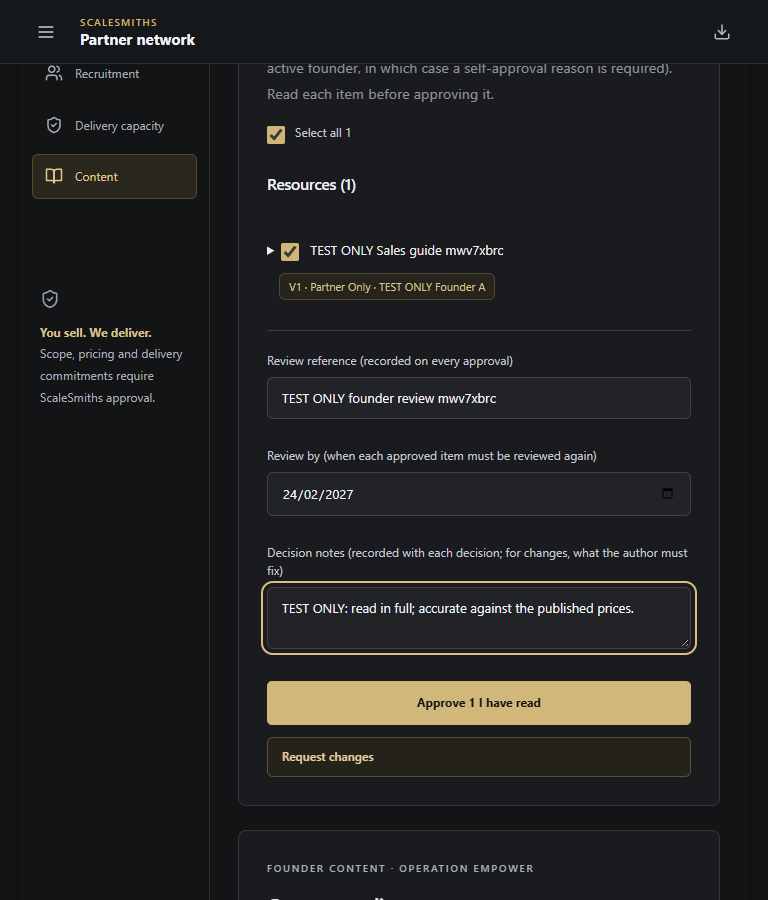 SCALESMITHS
Partner network
Recruitment
Delivery capacity
Content
You sell. We deliver.
Scope, pricing and delivery
commitments require
ScaleSmiths approval.
active founder, in which case a self-approval reason is required).
Read each item before approving it.
Select all 1
Resources (1)
TEST ONLY Sales guide mwv7xbrc
V1 · Partner Only · TEST ONLY Founder A
Review reference (recorded on every approval)
TEST ONLY founder review mwv7xbrc
Review by (when each approved item must be reviewed again)
24/02/2027
Decision notes (recorded with each decision; for changes, what the author must
fix)
TEST ONLY: read in full; accurate against the published prices.
Approve 1 I have read
Request changes
FOUNDER CONTENT · OPERATION EMPOWER